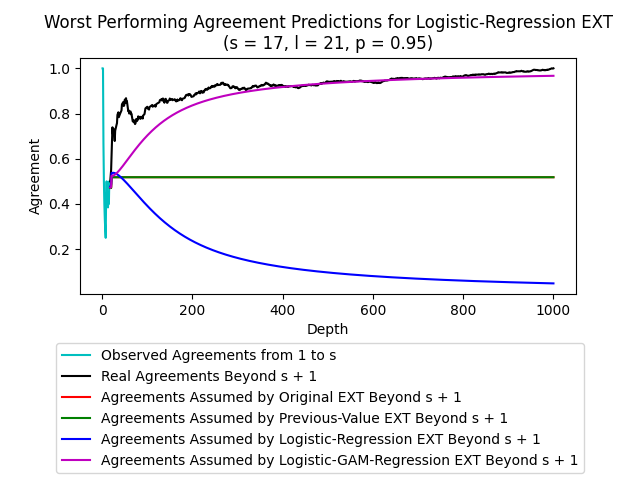 Worst Performing Agreement Predictions for Logistic-Regression EXT
(s = 17, l = 21, p = 0.95)
1.0
0.8
0.6
0.4
0.2
Agreement
0 200 400 600 800 1000
Depth
Observed Agreements from 1 to s
Real Agreements Beyond s + 1
Agreements Assumed by Original EXT Beyond s + 1
Agreements Assumed by Previous-Value EXT Beyond s + 1
Agreements Assumed by Logistic-Regression EXT Beyond s + 1
Agreements Assumed by Logistic-GAM-Regression EXT Beyond s + 1